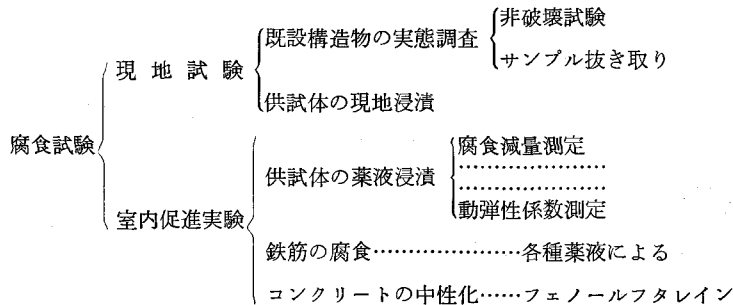 非破壊試験
既設構造物の実態調査
サンプル抜き取り
現地試験
供試体の現地浸漬
腐食試験
腐食減量測定
供試体の薬液浸漬
…………………
…………………
動弾性係数測定
室内促進実験
鉄筋の腐食…………………各種薬液による
コンクリートの中性化……フェノールフタレイン